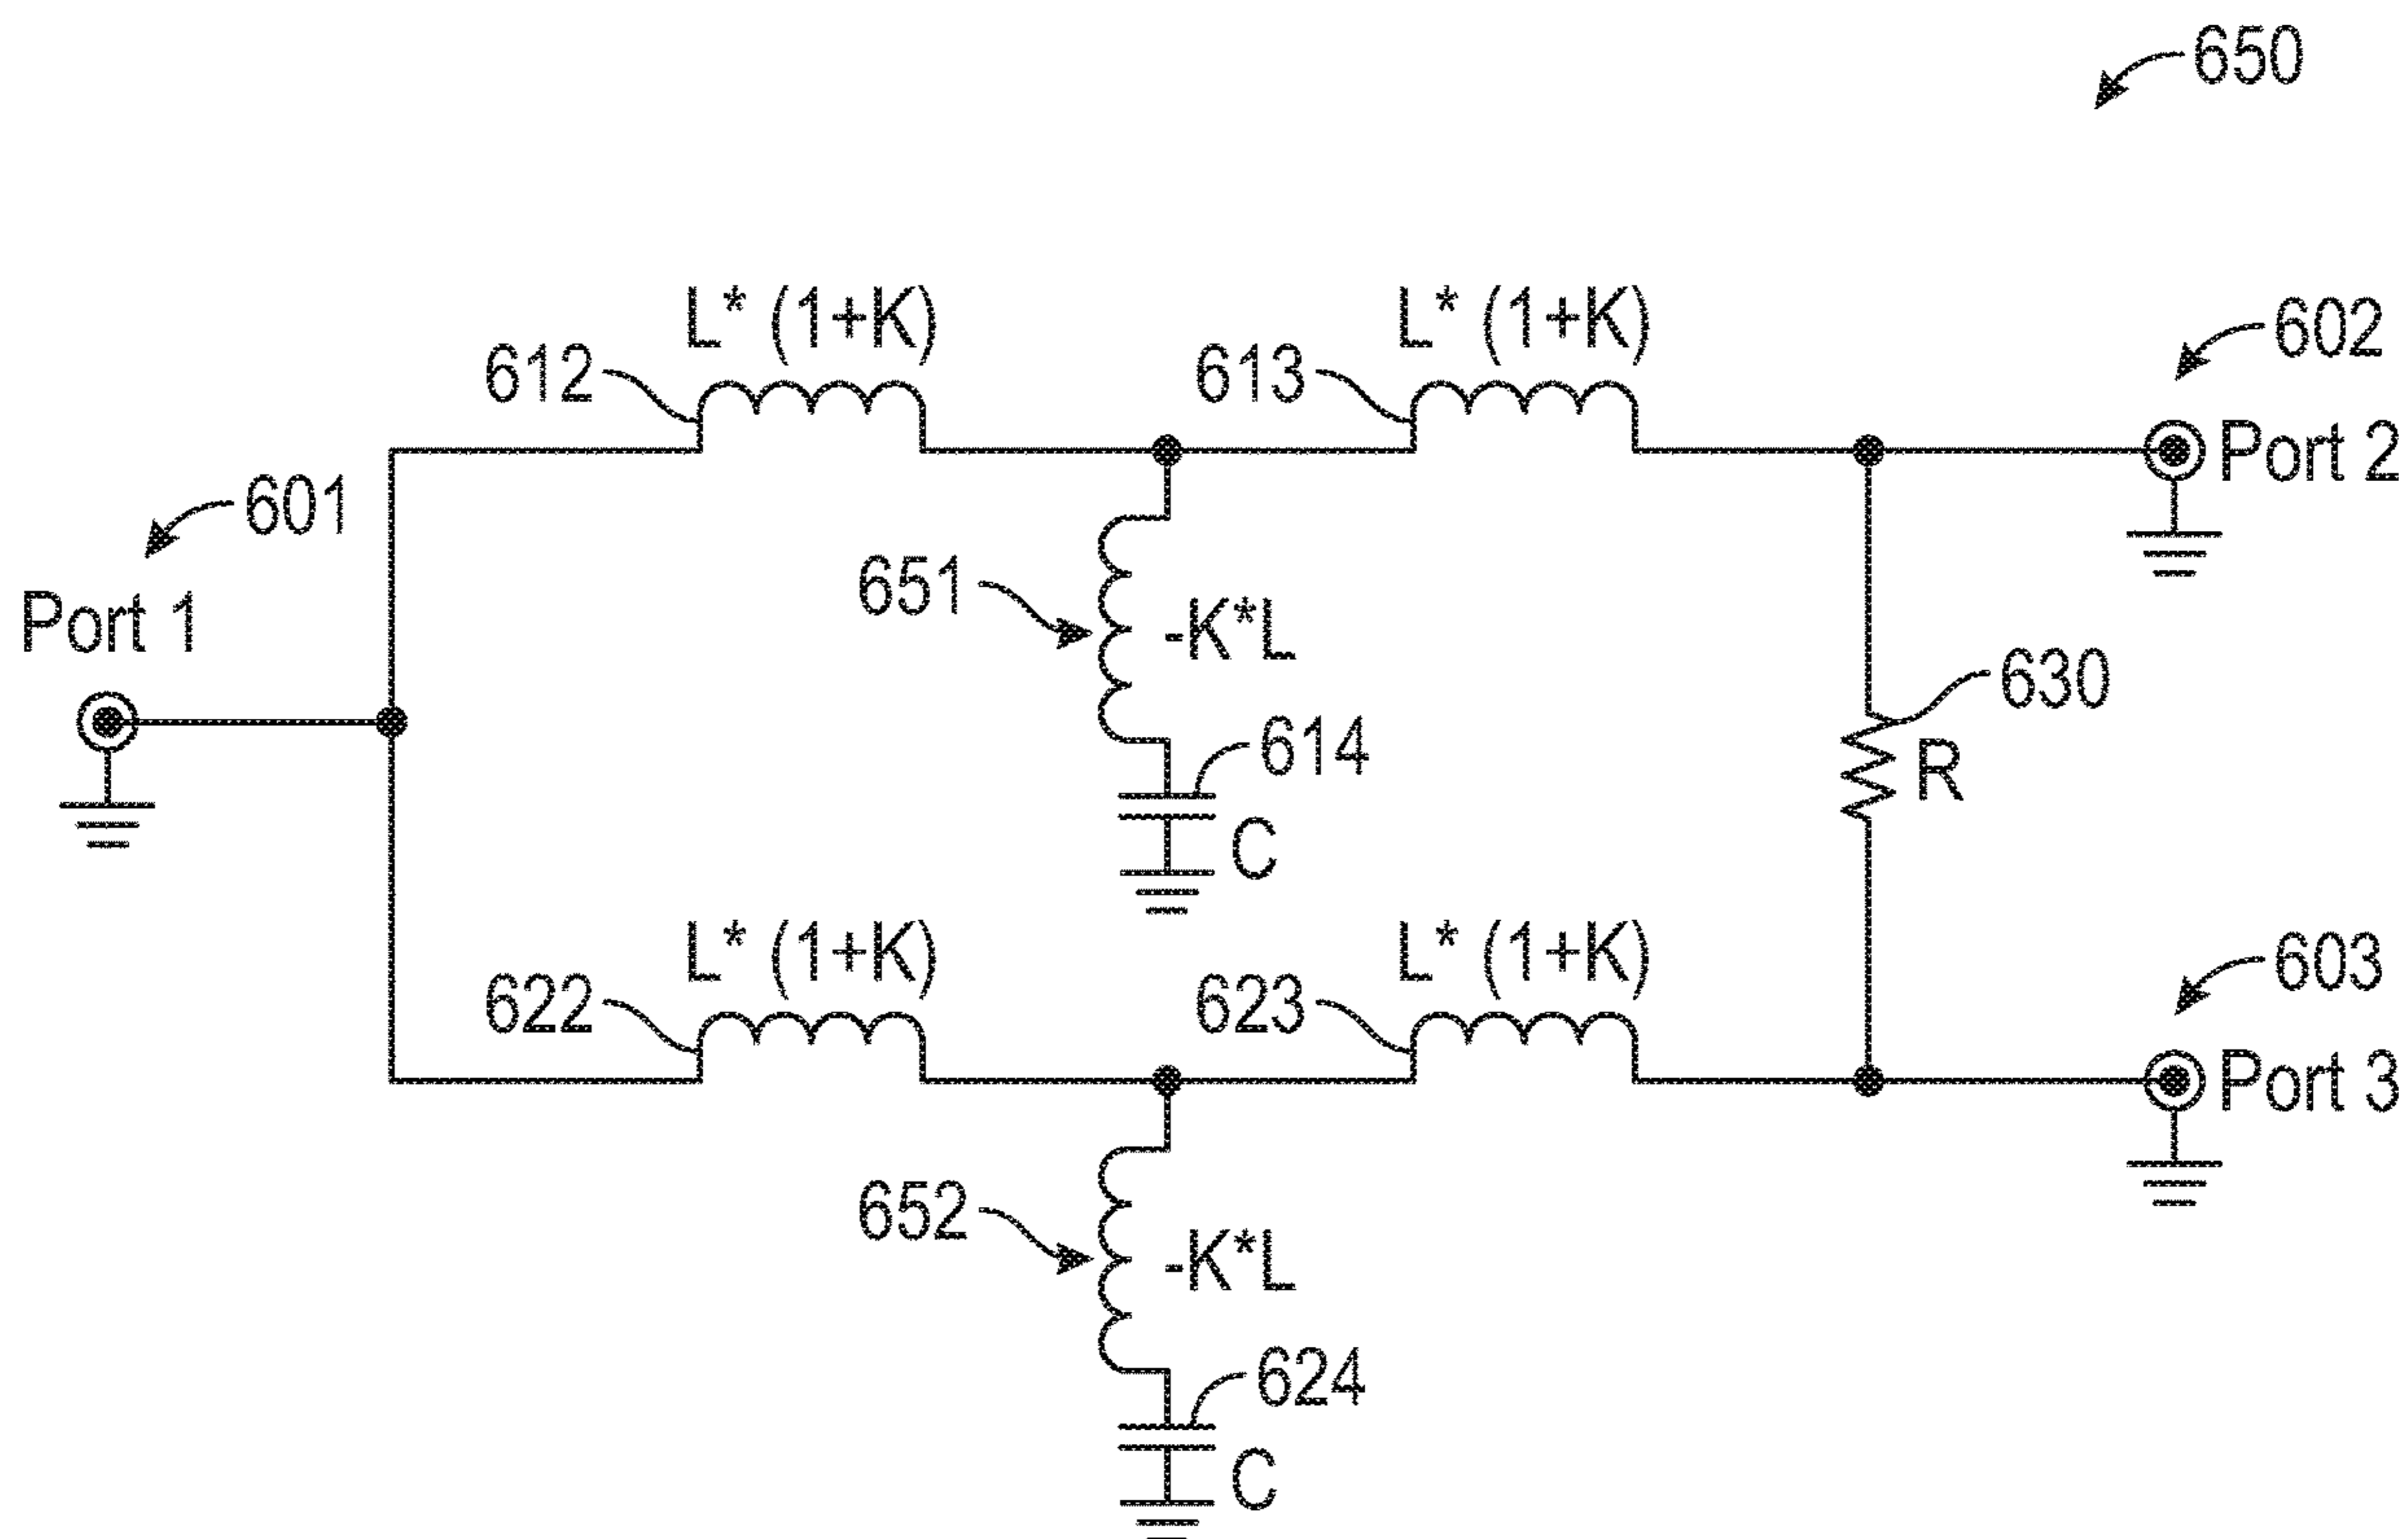 650
L* (1+K)
L* (1+K)
612
613
602
Port 2
601
Port 1
651
-K*L
630
R
614
C
L* (1+K)
L* (1+K)
622
623
603
Port 3
652
-K*L
624
C